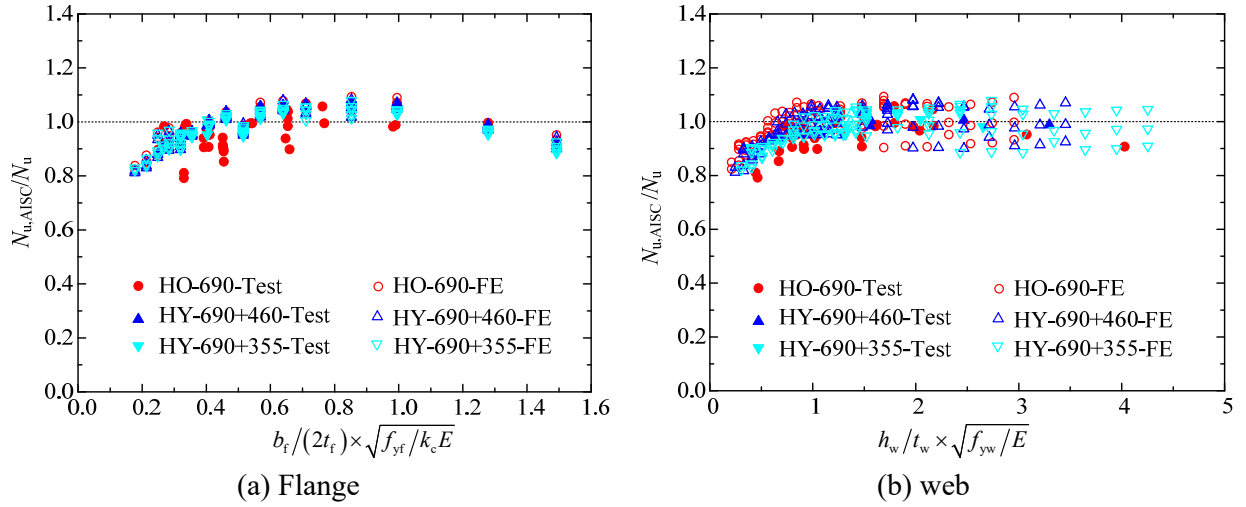 1.4
1.2
1.0
0.8
0.6
0.4
0.2
0.0
N_u,AISC/N_u
HO-690-Test
HO-690-FE
HY-690+460-Test
HY-690+460-FE
HY-690+355-Test
HY-690+355-FE
0.0 0.2 0.4 0.6 0.8 1.0 1.2 1.4 1.6
b_f/(2t_f)×√f_yf/k_cE
(a) Flange
1.4
1.2
1.0
0.8
0.6
0.4
0.2
0.0
N_u,AISC/N_u
HO-690-Test
HO-690-FE
HY-690+460-Test
HY-690+460-FE
HY-690+355-Test
HY-690+355-FE
0 1 2 3 4 5
h_w/t_w×√f_yw/E
(b) web